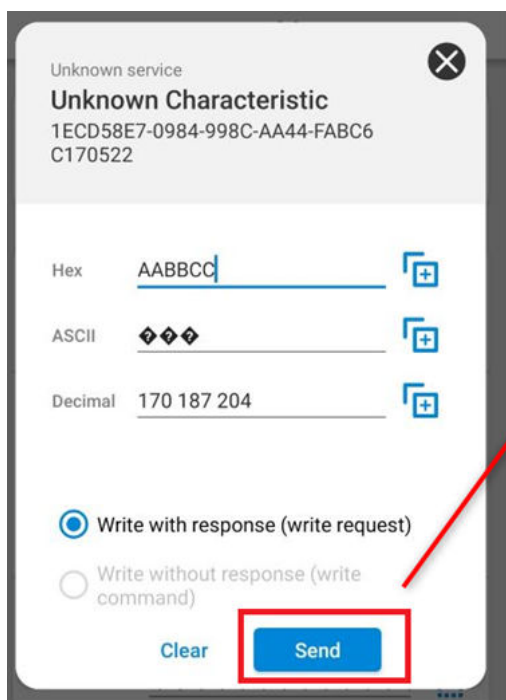 Unknown service
Unknown Characteristic
1ECD58E7-0984-998C-AA44-FABC6
C170522
Hex AABBCC
ASCII ���
Decimal 170 187 204
Write with response (write request)
Write without response (write
command)
Clear Send